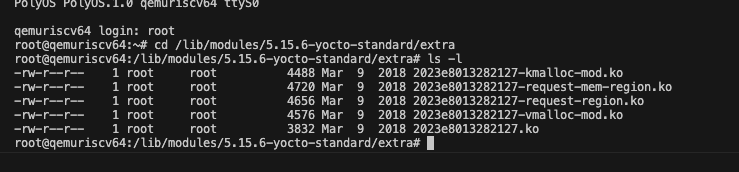 PolyOS PolyOS.1.0 qemuriscv64 ttyS0
qemuriscv64 login: root
root@qemuriscv64:~# cd /lib/modules/5.15.6-yocto-standard/extra
root@qemuriscv64:/lib/modules/5.15.6-yocto-standard/extra# ls -l
-rw-r--r--    1 root     root          4488 Mar  9  2018 2023e8013282127-kmalloc-mod.ko
-rw-r--r--    1 root     root          4720 Mar  9  2018 2023e8013282127-request-mem-region.ko
-rw-r--r--    1 root     root          4656 Mar  9  2018 2023e8013282127-request-region.ko
-rw-r--r--    1 root     root          4576 Mar  9  2018 2023e8013282127-vmalloc-mod.ko
-rw-r--r--    1 root     root          3832 Mar  9  2018 2023e8013282127.ko
root@qemuriscv64:/lib/modules/5.15.6-yocto-standard/extra#